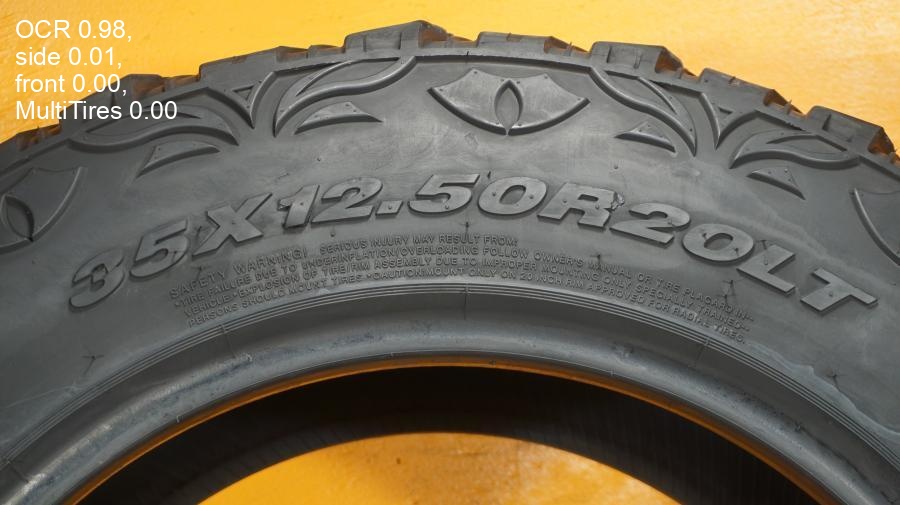 OCR 0.98,
side 0.01,
front 0.00,
MultiTires 0.00
35X12.50R20LT
SAFETY WARNING! SERIOUS INJURY MAY RESULT FROM:
•TIRE FAILURE DUE TO UNDERINFLATION/OVERLOADING FOLLOW OWNER'S MANUAL OR TIRE PLACARD IN
VEHICLE•EXPLOSION OF TIRE/RIM ASSEMBLY DUE TO IMPROPER MOUNTING ONLY SPECIALLY TRAINED
PERSONS SHOULD MOUNT TIRES •CAUTION:MOUNT ONLY ON 20 INCH RIM APPROVED FOR RADIAL TIRES.